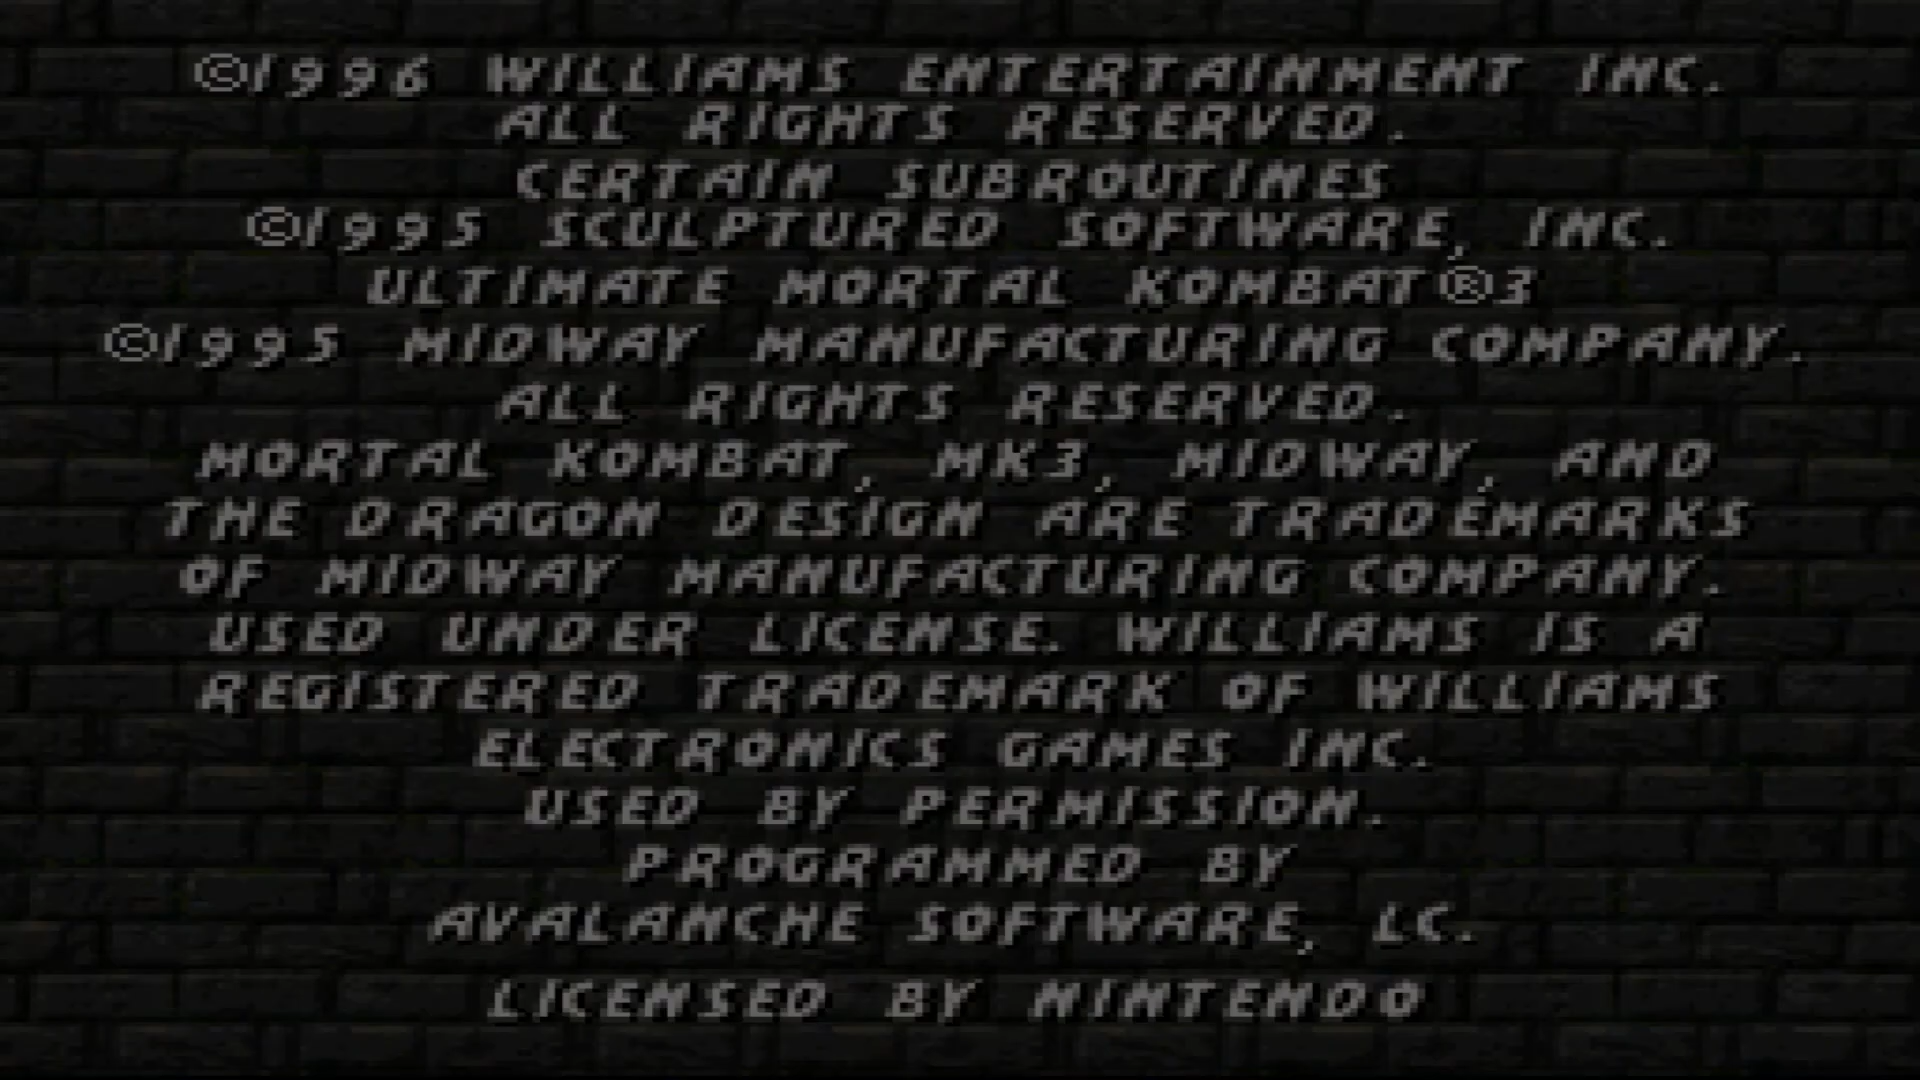 ©1996 WILLIAMS ENTERTAINMENT INC.
ALL RIGHTS RESERVED.
CERTAIN SUBROUTINES
©1995 SCULPTURED SOFTWARE, INC.
ULTIMATE MORTAL KOMBAT®3
©1995 MIDWAY MANUFACTURING COMPANY.
ALL RIGHTS RESERVED.
MORTAL KOMBAT, MK3, MIDWAY, AND
THE DRAGON DESIGN ARE TRADEMARKS
OF MIDWAY MANUFACTURING COMPANY.
USED UNDER LICENSE. WILLIAMS IS A
REGISTERED TRADEMARK OF WILLIAMS
ELECTRONICS GAMES INC.
USED BY PERMISSION.
PROGRAMMED BY
AVALANCHE SOFTWARE, LC.
LICENSED BY NINTENDO